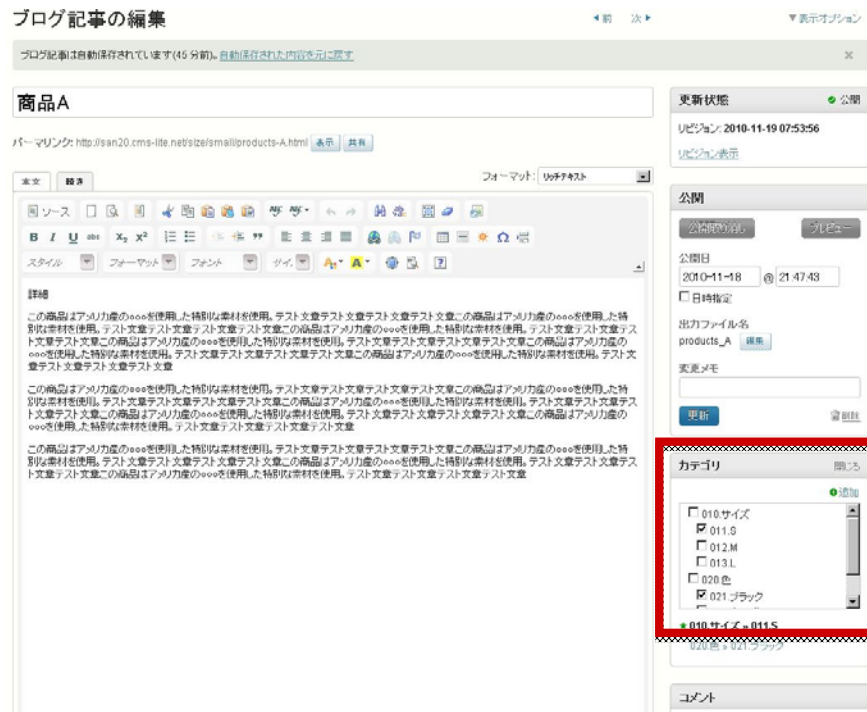 ブログ記事の編集
前 次
▼表示オプション
ブログ記事は自動保存されています(45 分前)。自動保存された内容を元に戻す
商品A
パーマリンク: http://san20.cms-lite.net/size/small/products-A.html 表示 共有
本文 続き
フォーマット: リッチテキスト
ソース
スタイル フォーマット フォント サイ.
詳細
この商品はアメリカ産の○○○を使用した特別な素材を使用。テスト文章テスト文章テスト文章テスト文章この商品はアメリカ産の○○○を使用した特
別な素材を使用。テスト文章テスト文章テスト文章テスト文章この商品はアメリカ産の○○○を使用した特別な素材を使用。テスト文章テスト文章テス
ト文章テスト文章この商品はアメリカ産の○○○を使用した特別な素材を使用。テスト文章テスト文章テスト文章テスト文章この商品はアメリカ産の
○○○を使用した特別な素材を使用。テスト文章テスト文章テスト文章テスト文章この商品はアメリカ産の○○○を使用した特別な素材を使用。テスト文
章テスト文章テスト文章テスト文章
この商品はアメリカ産の○○○を使用した特別な素材を使用。テスト文章テスト文章テスト文章テスト文章この商品はアメリカ産の○○○を使用した特
別な素材を使用。テスト文章テスト文章テスト文章テスト文章この商品はアメリカ産の○○○を使用した特別な素材を使用。テスト文章テスト文章テス
ト文章テスト文章この商品はアメリカ産の○○○を使用した特別な素材を使用。テスト文章テスト文章テスト文章テスト文章この商品はアメリカ産の
○○○を使用した特別な素材を使用。テスト文章テスト文章テスト文章テスト文章
この商品はアメリカ産の○○○を使用した特別な素材を使用。テスト文章テスト文章テスト文章テスト文章この商品はアメリカ産の○○○を使用した特
別な素材を使用。テスト文章テスト文章テスト文章テスト文章この商品はアメリカ産の○○○を使用した特別な素材を使用。テスト文章テスト文章テス
ト文章テスト文章この商品はアメリカ産の○○○を使用した特別な素材を使用。テスト文章テスト文章テスト文章テスト文章
更新状態 公開
リビジョン: 2010-11-19 07:53:56
リビジョン表示
公開
公開取り消し プレビュー
公開日
2010-11-18 @ 21:47:43
日時指定
出力ファイル名
products_A 編集
変更メモ
更新 削除
カテゴリ 閉じる
追加
010.サイズ
011.S
012.M
013.L
020.色
021.ブラック
★010.サイズ » 011.S
020.色 » 021.ブラック
コメント